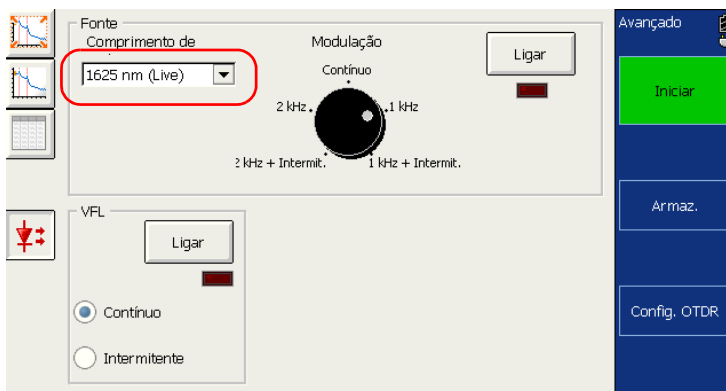 Fonte
Comprimento de
1625 nm (Live)
Modulação
Contínuo
2 kHz
1 kHz
2 kHz + Intermit.
1 kHz + Intermit.
Ligar
VFL
Ligar
Contínuo
Intermitente
Avançado
Iniciar
Armaz.
Config. OTDR